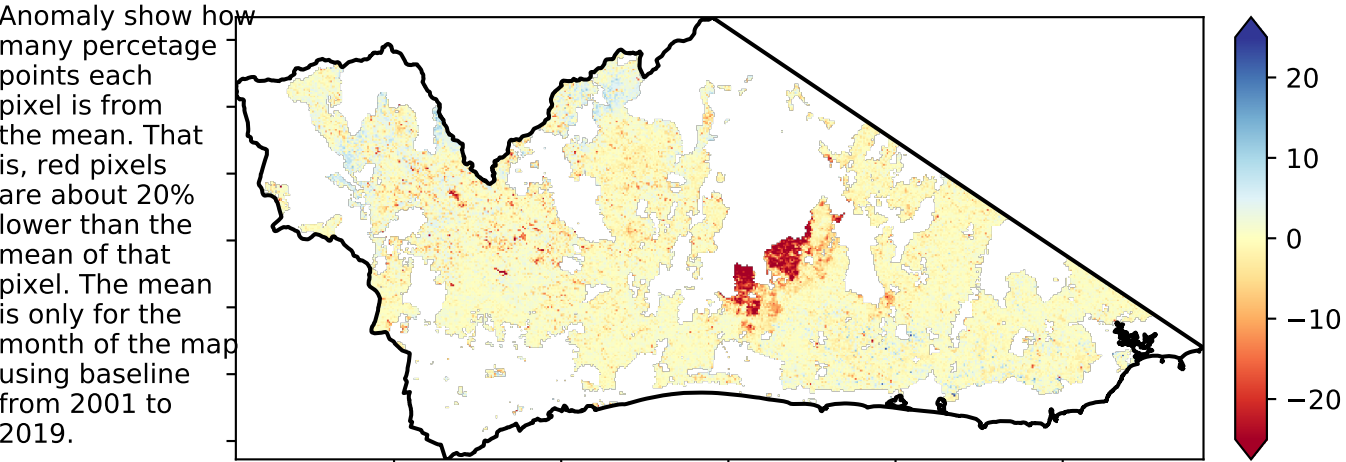 Anomaly show how
many percetage
points each
pixel is from
the mean. That
is, red pixels
are about 20%
lower than the
mean of that
pixel. The mean
is only for the
month of the map
using baseline
from 2001 to
2019.
20
10
0
−10
−20